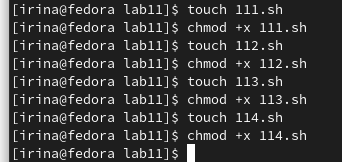 [irina@fedora lab11]$ touch 111.sh
[irina@fedora lab11]$ chmod +x 111.sh
[irina@fedora lab11]$ touch 112.sh
[irina@fedora lab11]$ chmod +x 112.sh
[irina@fedora lab11]$ touch 113.sh
[irina@fedora lab11]$ chmod +x 113.sh
[irina@fedora lab11]$ touch 114.sh
[irina@fedora lab11]$ chmod +x 114.sh
[irina@fedora lab11]$